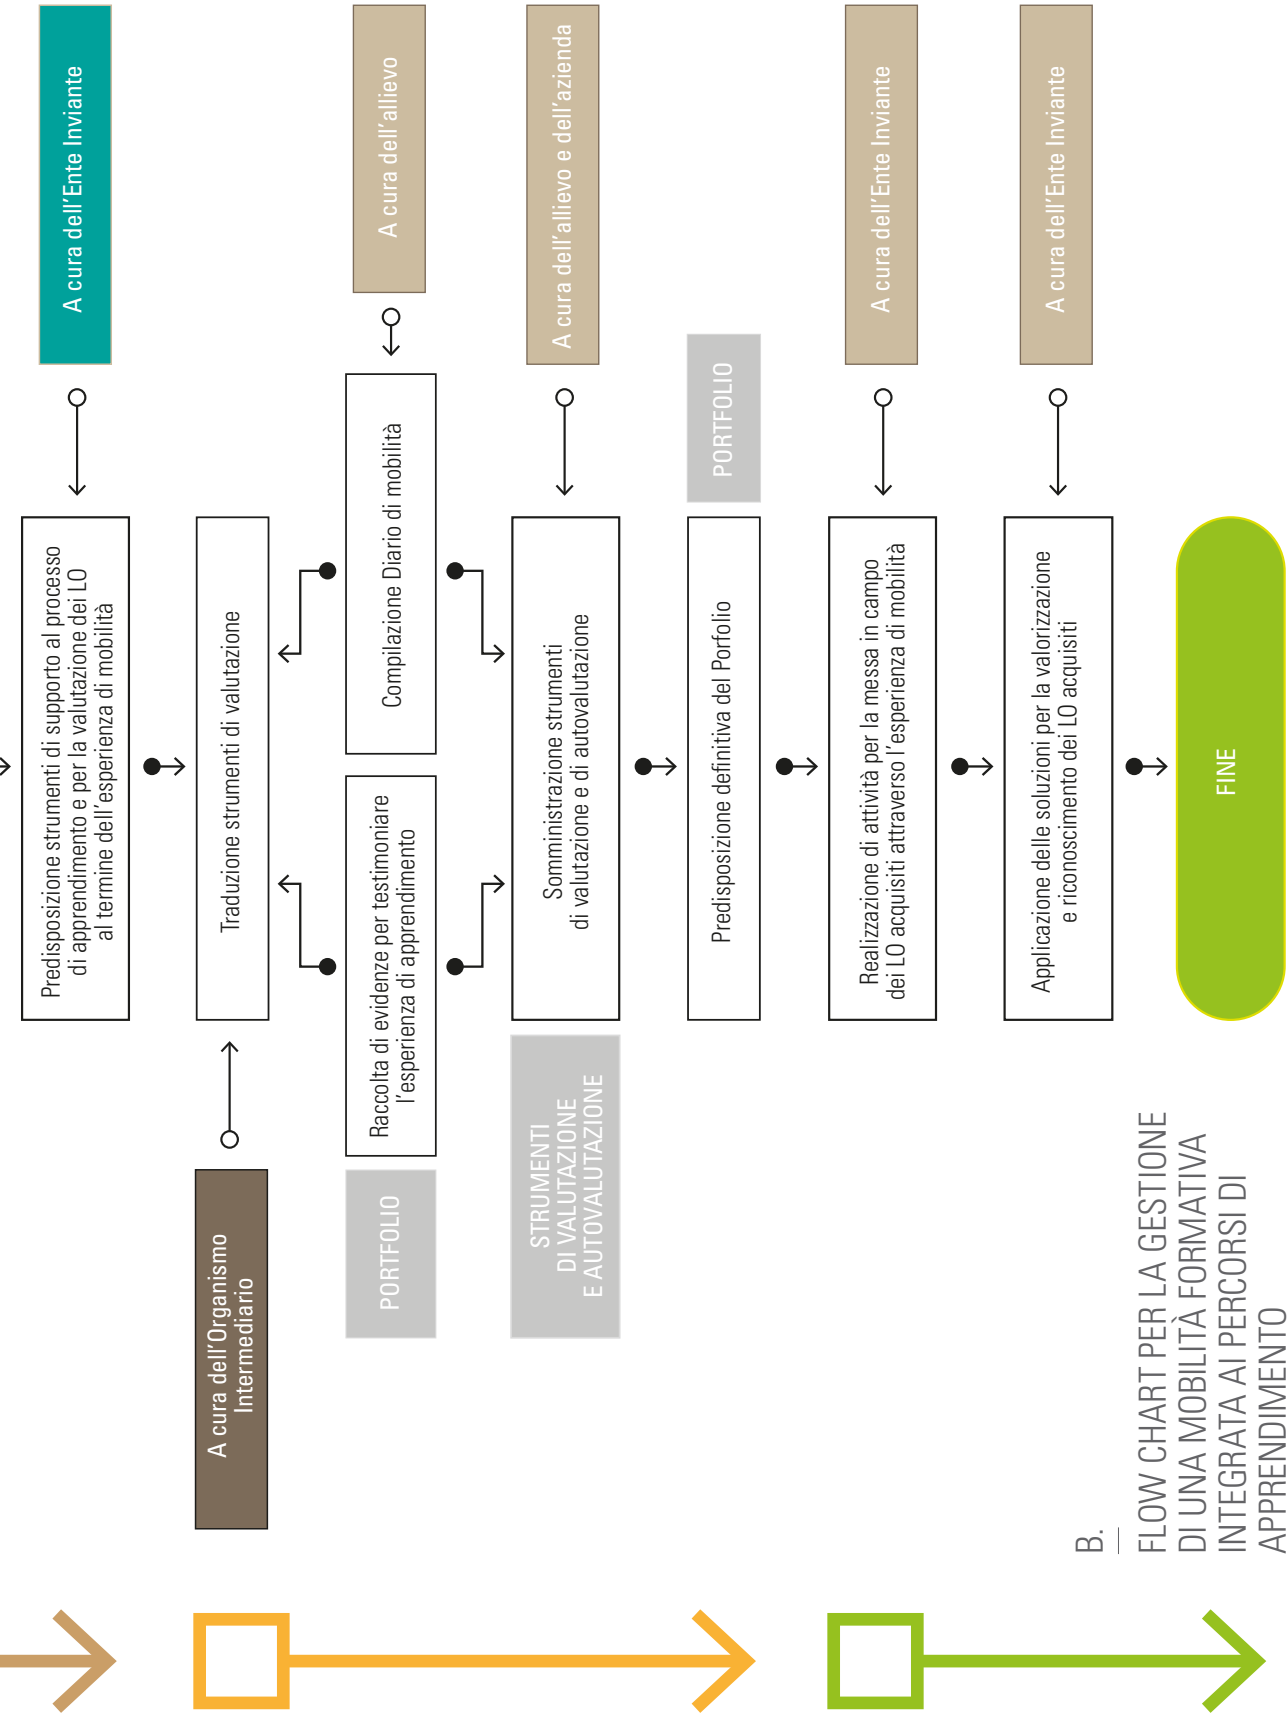 A cura dell'Ente Inviante
Predisposizione strumenti di supporto al processo
di apprendimento e per la valutazione dei LO
al termine dell'esperienza di mobilità
A cura dell'Organismo
Intermediario
Traduzione strumenti di valutazione
PORTFOLIO
Raccolta di evidenze per testimoniare
l'esperienza di apprendimento
Compilazione Diario di mobilità
A cura dell'allievo
STRUMENTI
DI VALUTAZIONE
E AUTOVALUTAZIONE
Somministrazione strumenti
di valutazione e di autovalutazione
A cura dell'allievo e dell'azienda
Predisposizione definitiva del Porfolio
PORTFOLIO
Realizzazione di attività per la messa in campo
dei LO acquisiti attraverso l'esperienza di mobilità
A cura dell'Ente Inviante
Applicazione delle soluzioni per la valorizzazione
e riconoscimento dei LO acquisiti
A cura dell'Ente Inviante
FINE
B.
FLOW CHART PER LA GESTIONE
DI UNA MOBILITÀ FORMATIVA
INTEGRATA AI PERCORSI DI
APPRENDIMENTO